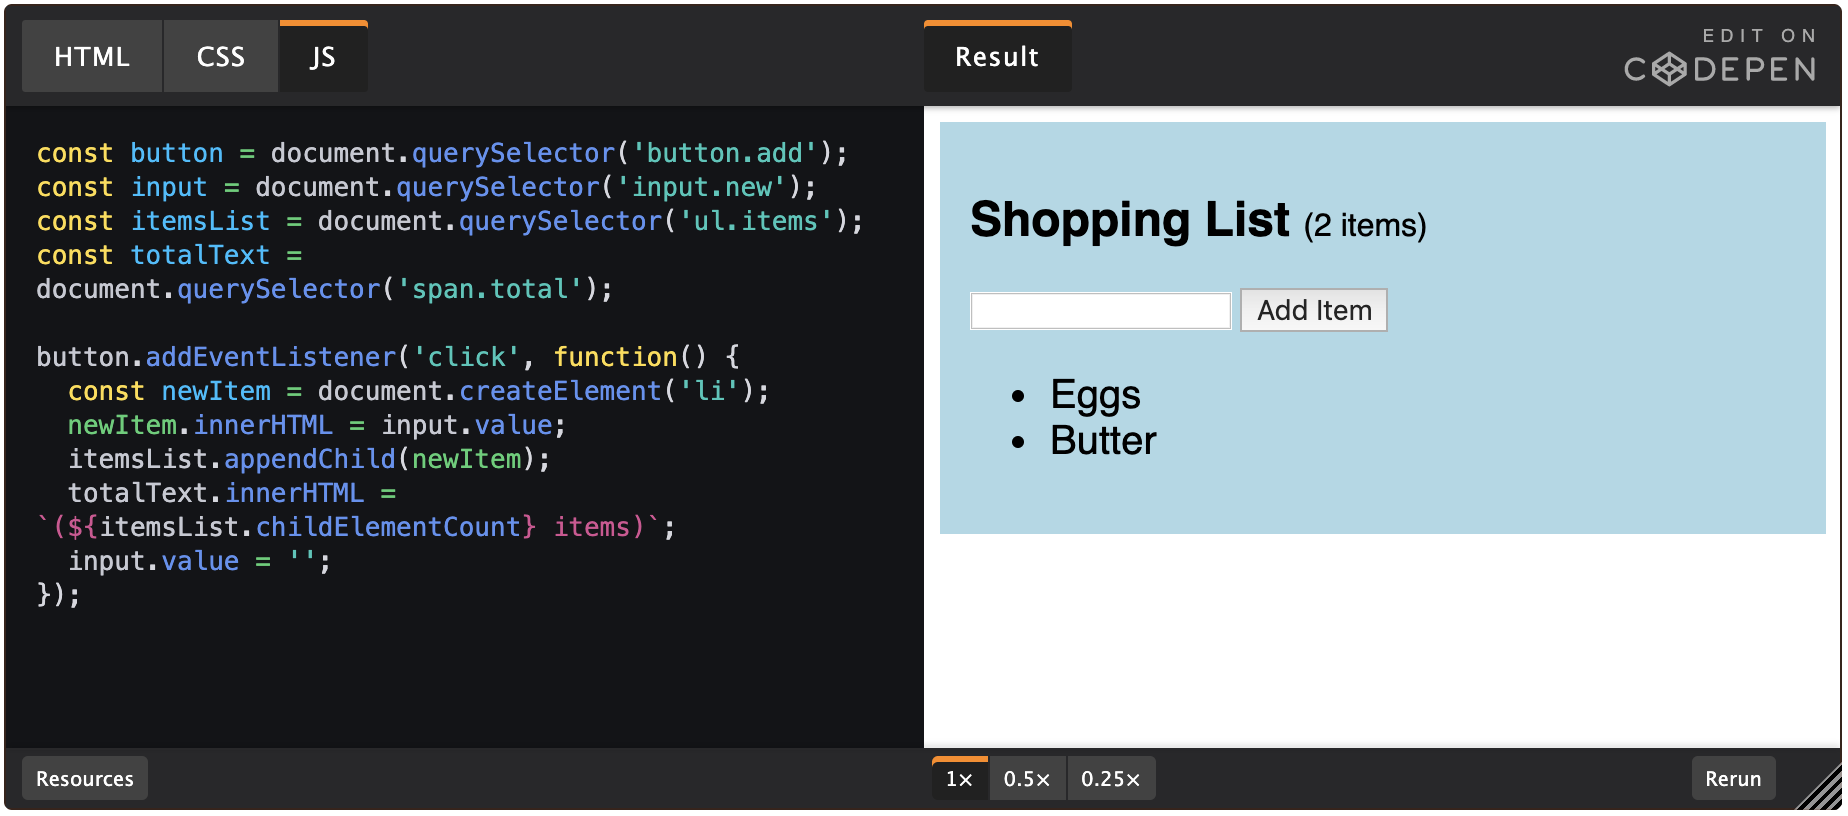 HTML CSS JS Result
EDIT ON
CODEPEN
const button = document.querySelector('button.add');
const input = document.querySelector('input.new');
const itemsList = document.querySelector('ul.items');
const totalText =
document.querySelector('span.total');
button.addEventListener('click', function() {
  const newItem = document.createElement('li');
  newItem.innerHTML = input.value;
  itemsList.appendChild(newItem);
  totalText.innerHTML =
`(${itemsList.childElementCount} items)`;
  input.value = '';
});
Shopping List (2 items)
Add Item
• Eggs
• Butter
Resources 1× 0.5× 0.25× Rerun